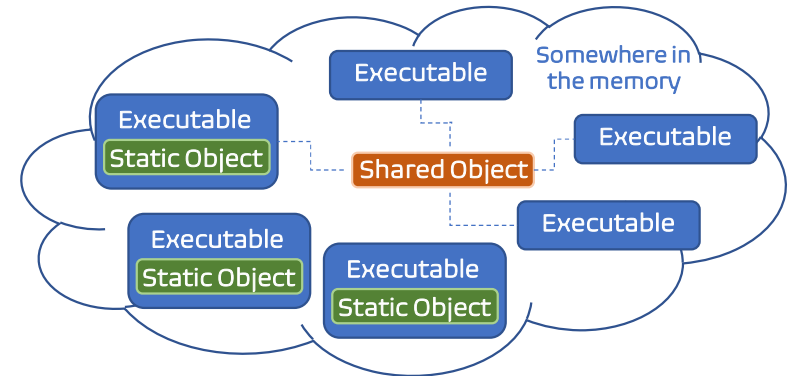 Somewhere in
the memory
Executable
Executable
Static Object
Executable
Shared Object
Executable
Executable
Static Object
Executable
Static Object